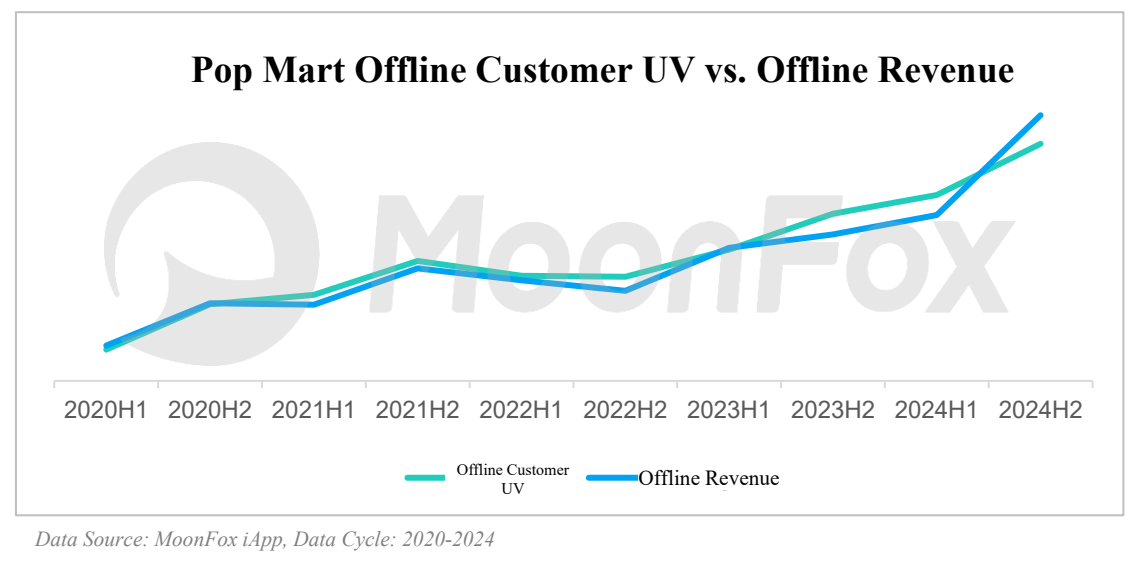 Pop Mart Offline Customer UV vs. Offline Revenue
MoonFox
2020H1 2020H2 2021H1 2021H2 2022H1 2022H2 2023H1 2023H2 2024H1 2024H2
Offline Customer
UV
Offline Revenue
Data Source: MoonFox iApp, Data Cycle: 2020-2024